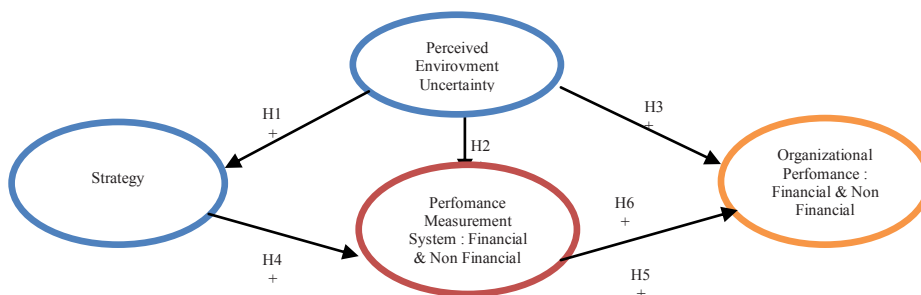 Perceived
Envirovment
Uncertainty
H1
+
H3
+
H2
Strategy
Organizational
Perfomance :
Financial & Non
Financial
Perfomance
Measurement
System : Financial
& Non Financial
H6
+
H4
+
H5
+